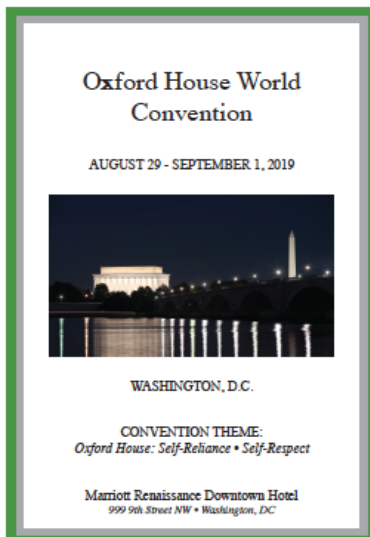 Oxford House World
Convention
AUGUST 29 - SEPTEMBER 1, 2019
WASHINGTON, D.C.
CONVENTION THEME:
Oxford House: Self-Reliance • Self-Respect
Marriott Renaissance Downtown Hotel
999 9th Street NW • Washington, DC